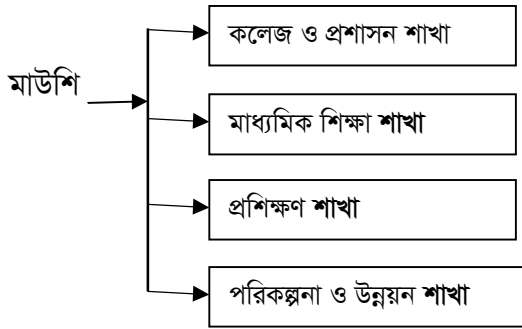 কলেজ ও প্রশাসন শাখা
মাউশি
মাধ্যমিক শিক্ষা শাখা
প্রশিক্ষণ শাখা
পরিকল্পনা ও উন্নয়ন শাখা